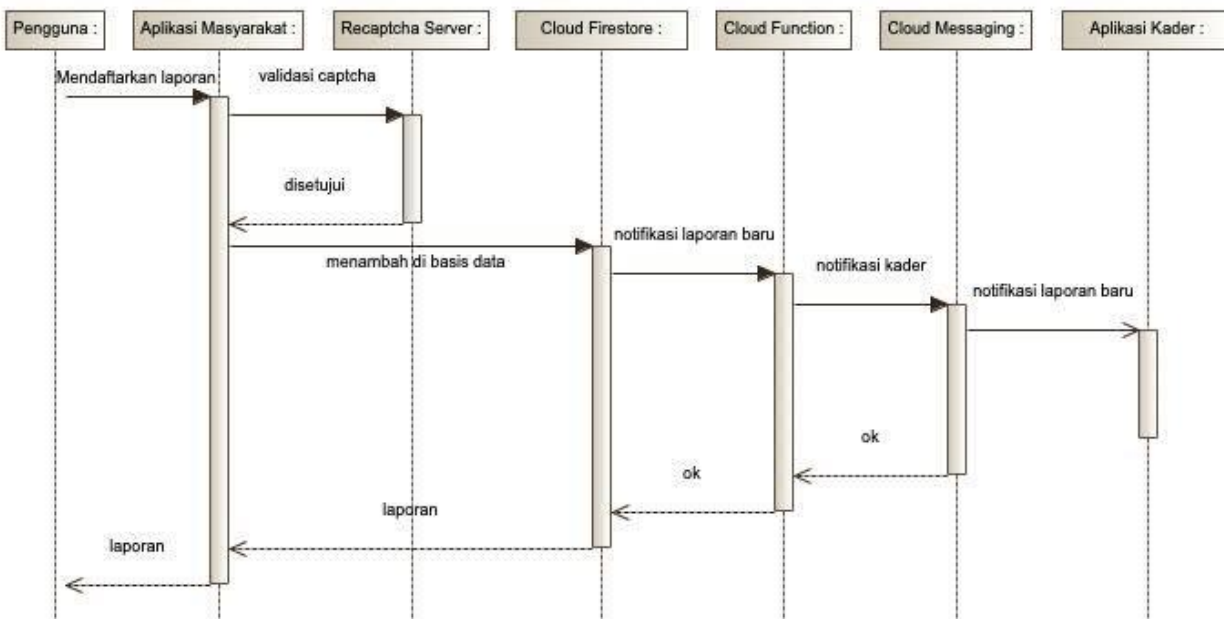 Pengguna :
Aplikasi Masyarakat :
Recaptcha Server :
Cloud Firestore :
Cloud Function :
Cloud Messaging :
Aplikasi Kader :
Mendaftarkan laporan
validasi captcha
disetujui
menambah di basis data
notifikasi laporan baru
notifikasi kader
notifikasi laporan baru
ok
ok
laporan
laporan